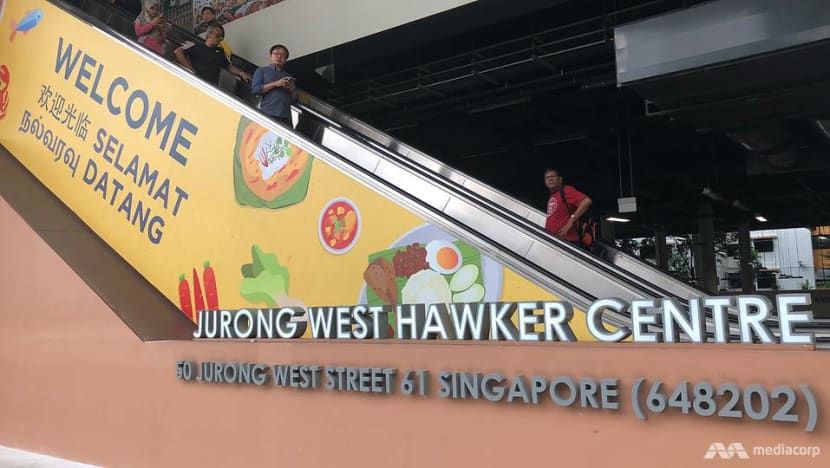 WELCOME
欢迎光临 SELAMAT
நல்வரவு DATANG
JURONG WEST HAWKER CENTRE
50 JURONG WEST STREET 61 SINGAPORE (648202)
mediacorp